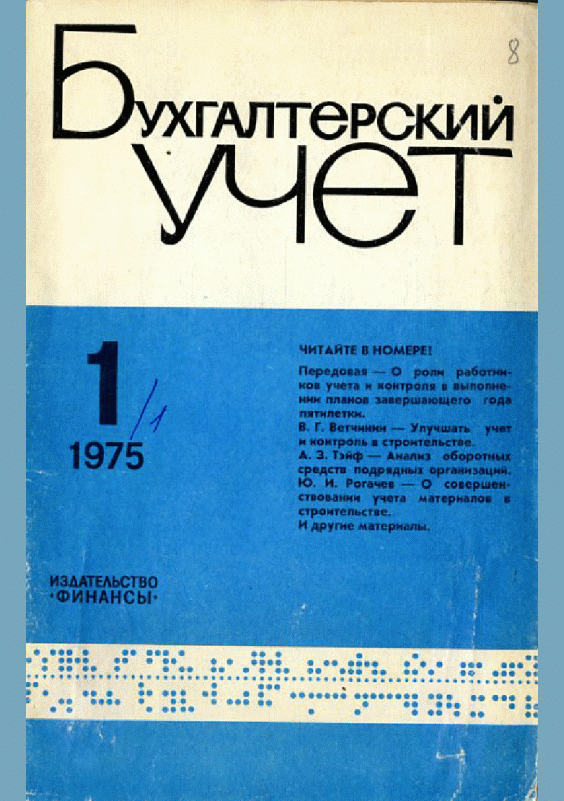 8
Бухгалтерский
учет
1
/1
1975
ЧИТАЙТЕ В НОМЕРЕ!
Передовая — О роли работни-
ков учета и контроля в выполне-
нии планов завершающего года
пятилетки.
В. Г. Ветчинин — Улучшать учет
и контроль в строительстве.
А. З. Тэйф — Анализ оборотных
средств подрядных организаций.
Ю. И. Рогачев — О совершен-
ствовании учета материалов в
строительстве.
И другие материалы.
ИЗДАТЕЛЬСТВО
·ФИНАНСЫ·